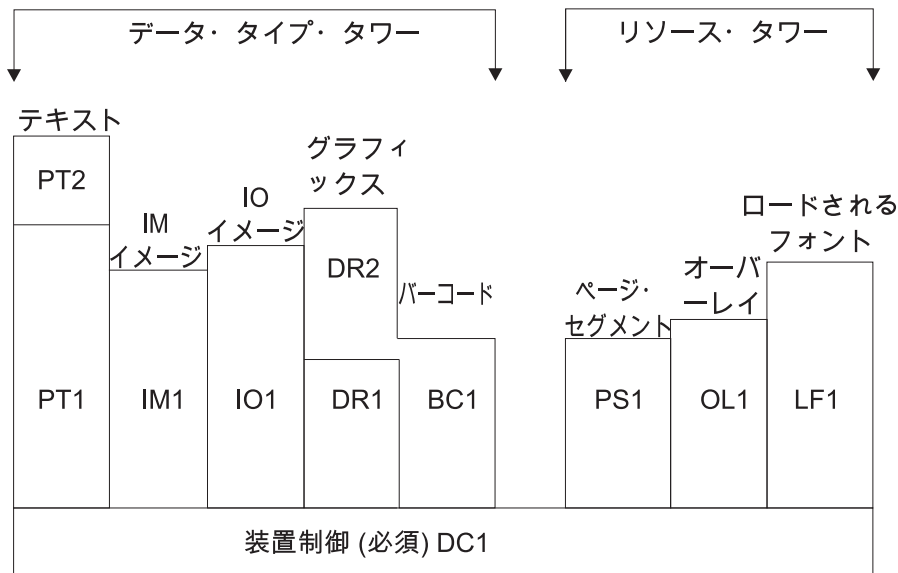 データ・タイプ・タワー
リソース・タワー
テキスト
PT2
PT1
IM
イメージ
IM1
IO
イメージ
IO1
グラフィ
ックス
DR2
DR1
バーコード
BC1
ページ・
セグメント
PS1
オーバ
ーレイ
OL1
ロードされる
フォント
LF1
装置制御 (必須) DC1